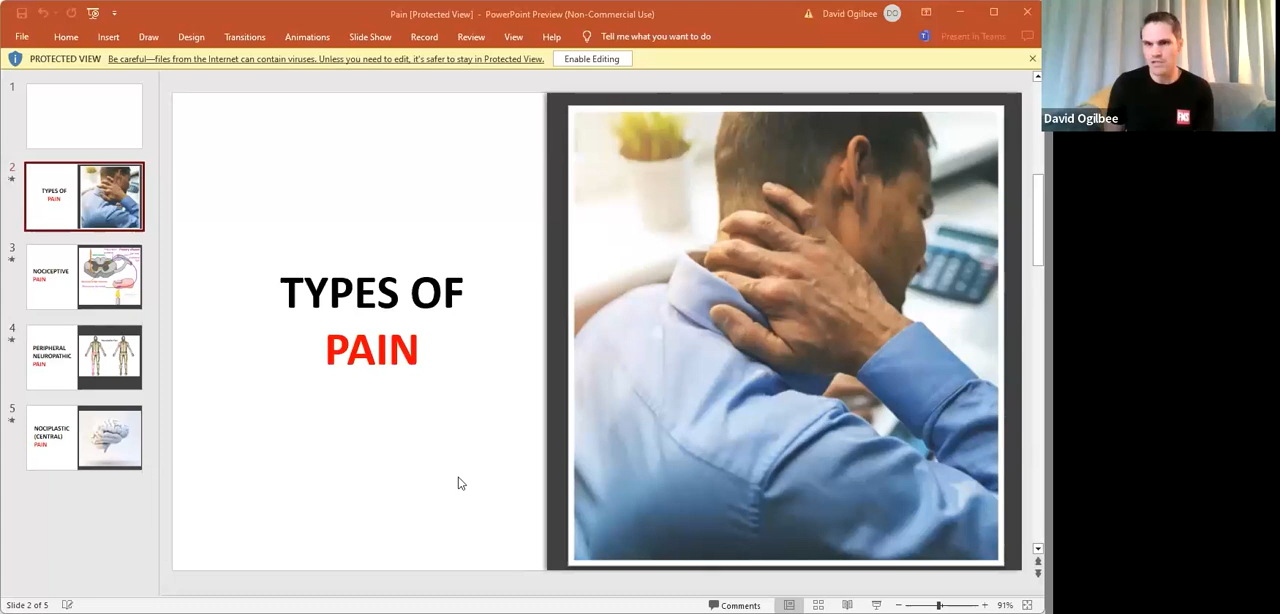 Pain [Protected View] - PowerPoint Preview (Non-Commercial Use)
David Ogilbee
DO
File
Home
Insert
Draw
Design
Transitions
Animations
Slide Show
Record
Review
View
Help
Tell me what you want to do
Present in Teams
PROTECTED VIEW
Be careful—files from the Internet can contain viruses. Unless you need to edit, it's safer to stay in Protected View.
Enable Editing
1
2
TYPES OF
PAIN
3
NOCICEPTIVE
PAIN
4
PERIPHERAL
NEUROPATHIC
PAIN
5
NOCIPLASTIC
(CENTRAL)
PAIN
TYPES OF
PAIN
David Ogilbee
Slide 2 of 5
Comments
91%